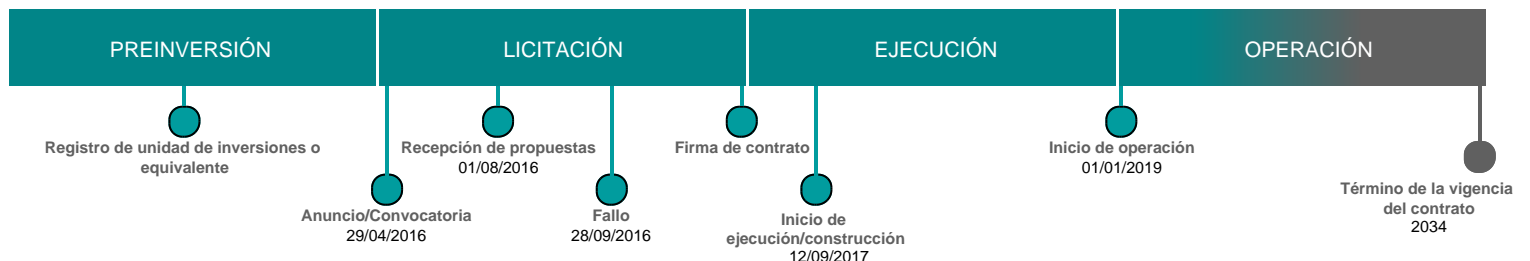 PREINVERSIÓN
LICITACIÓN
EJECUCIÓN
OPERACIÓN
Registro de unidad de inversiones o
equivalente
Anuncio/Convocatoria
29/04/2016
Recepción de propuestas
01/08/2016
Fallo
28/09/2016
Firma de contrato
Inicio de
ejecución/construcción
12/09/2017
Inicio de operación
01/01/2019
Término de la vigencia
del contrato
2034